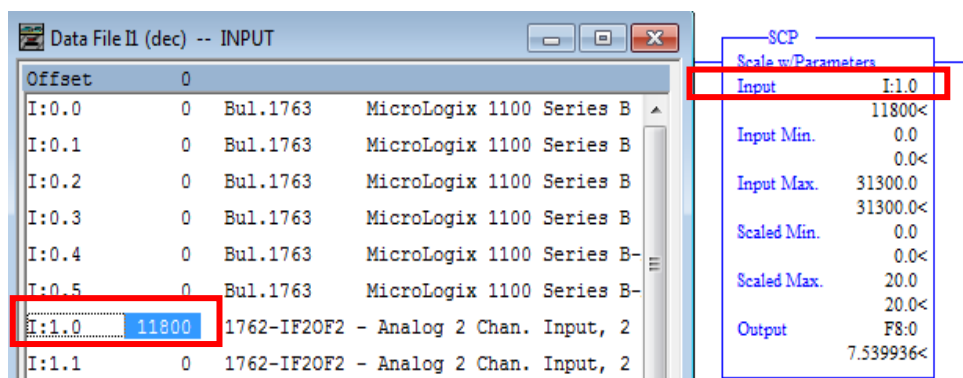 Data File I1 (dec) -- INPUT
Offset 0
I:0.0 0 Bul.1763 MicroLogix 1100 Series B
I:0.1 0 Bul.1763 MicroLogix 1100 Series B
I:0.2 0 Bul.1763 MicroLogix 1100 Series B
I:0.3 0 Bul.1763 MicroLogix 1100 Series B
I:0.4 0 Bul.1763 MicroLogix 1100 Series B-
I:0.5 0 Bul.1763 MicroLogix 1100 Series B-
I:1.0 11800 1762-IF2OF2 - Analog 2 Chan. Input, 2
I:1.1 0 1762-IF2OF2 - Analog 2 Chan. Input, 2
SCP
Scale w/Parameters
Input I:1.0
11800<
Input Min. 0.0
0.0<
Input Max. 31300.0
31300.0<
Scaled Min. 0.0
0.0<
Scaled Max. 20.0
20.0<
Output F8:0
7.539936<